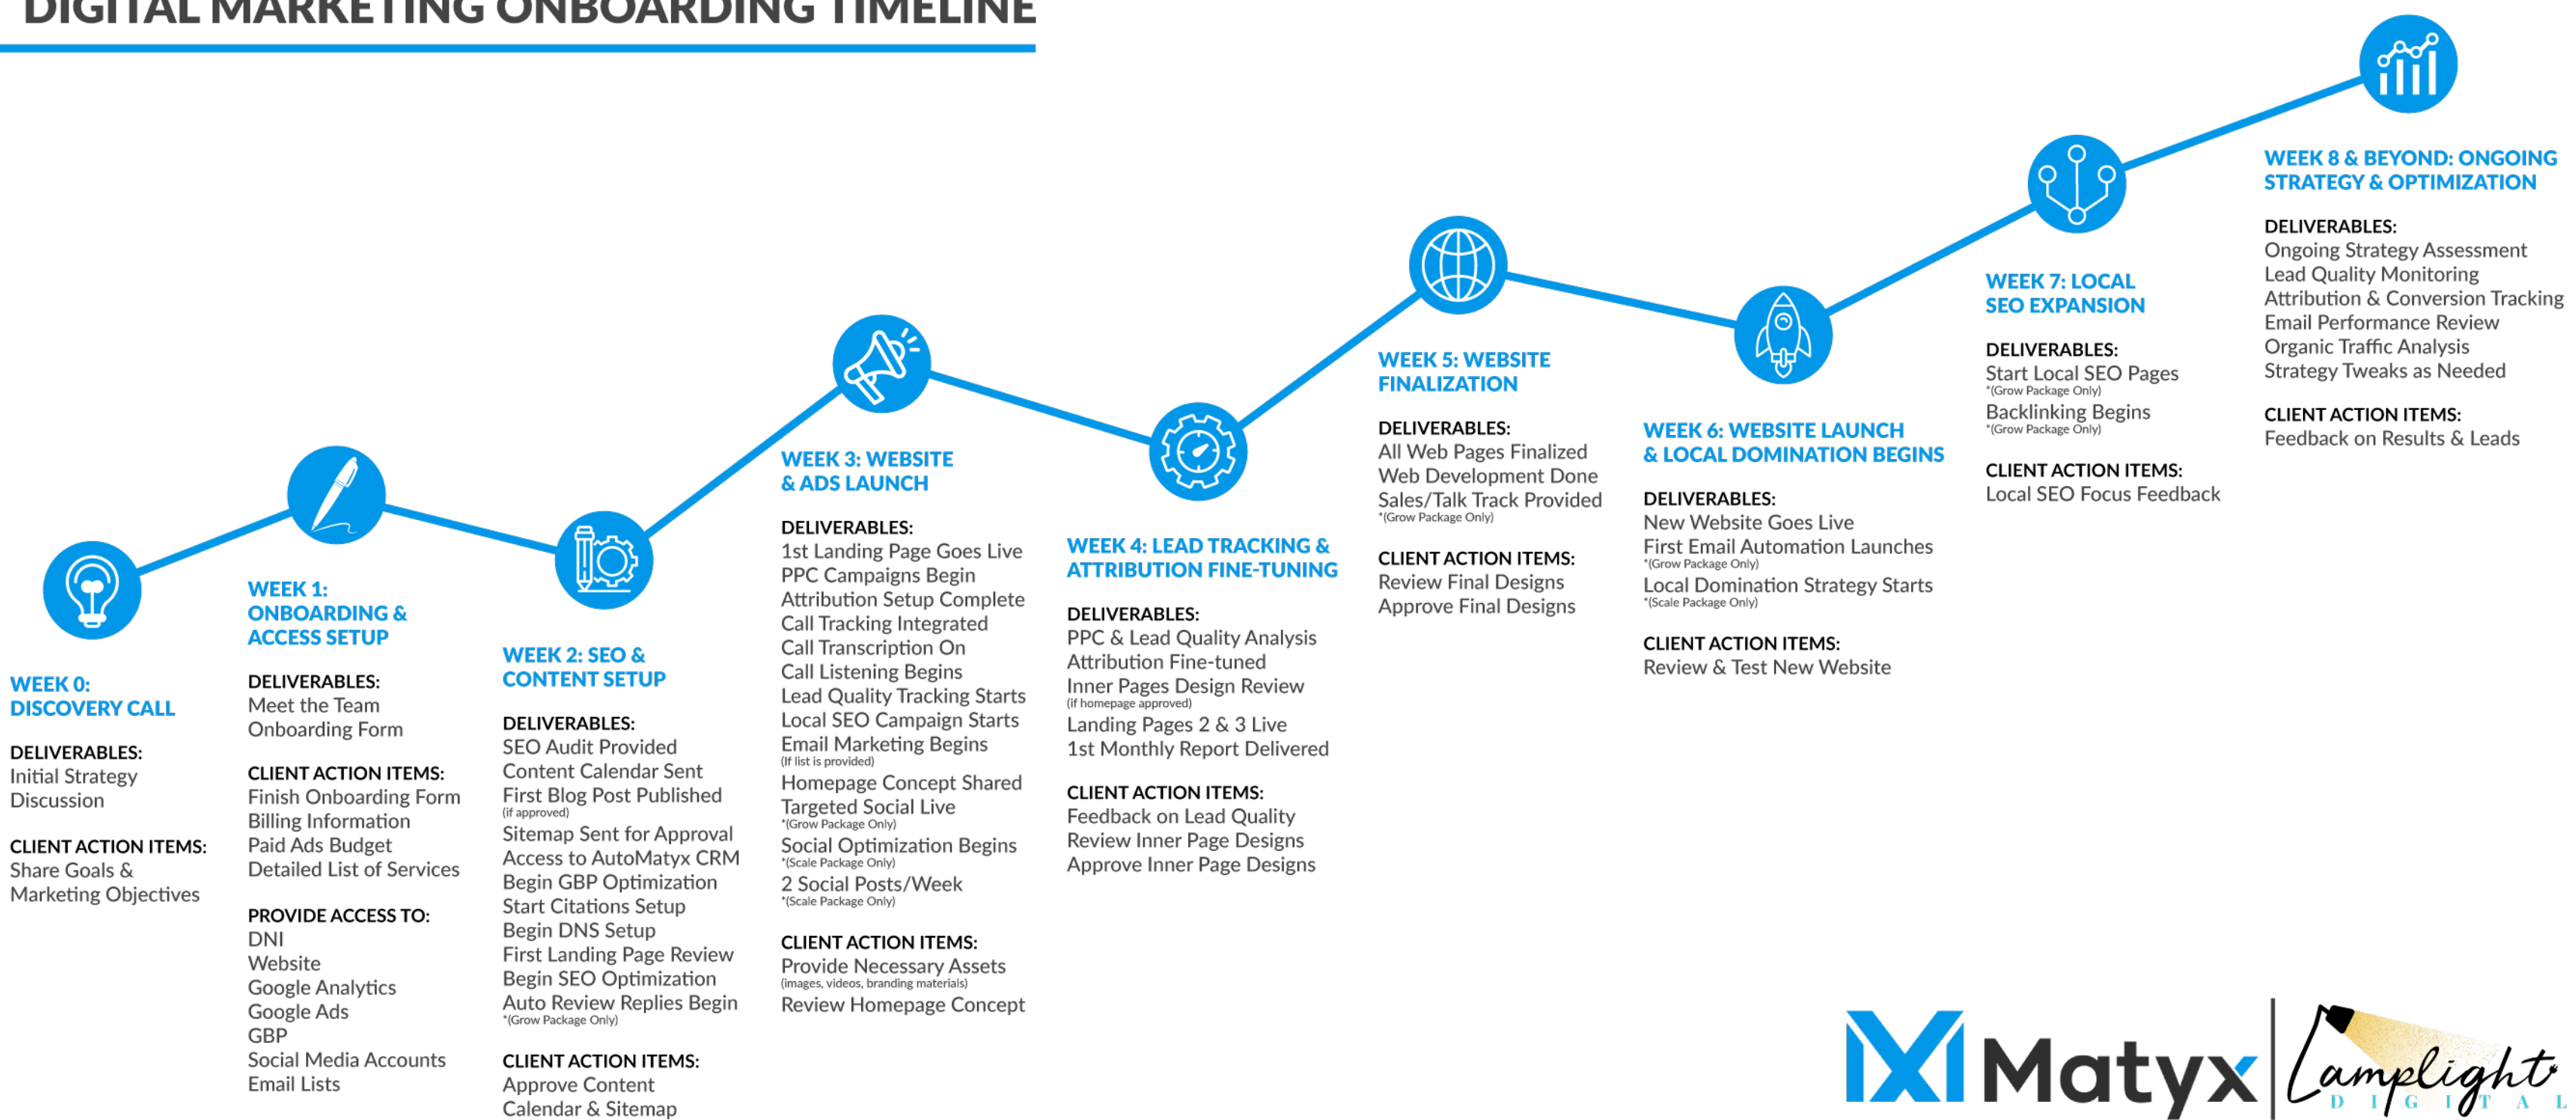 DIGITAL MARKETING ONBOARDING TIMELINE
WEEK 0:
DISCOVERY CALL
DELIVERABLES:
Initial Strategy
Discussion
CLIENT ACTION ITEMS:
Share Goals &
Marketing Objectives
WEEK 1:
ONBOARDING &
ACCESS SETUP
DELIVERABLES:
Meet the Team
Onboarding Form
CLIENT ACTION ITEMS:
Finish Onboarding Form
Billing Information
Paid Ads Budget
Detailed List of Services
PROVIDE ACCESS TO:
DNI
Website
Google Analytics
Google Ads
GBP
Social Media Accounts
Email Lists
WEEK 2: SEO &
CONTENT SETUP
DELIVERABLES:
SEO Audit Provided
Content Calendar Sent
First Blog Post Published
(if approved)
Sitemap Sent for Approval
Access to AutoMatyx CRM
Begin GBP Optimization
Start Citations Setup
Begin DNS Setup
First Landing Page Review
Begin SEO Optimization
Auto Review Replies Begin
*(Grow Package Only)
CLIENT ACTION ITEMS:
Approve Content
Calendar & Sitemap
WEEK 3: WEBSITE
& ADS LAUNCH
DELIVERABLES:
1st Landing Page Goes Live
PPC Campaigns Begin
Attribution Setup Complete
Call Tracking Integrated
Call Transcription On
Call Listening Begins
Lead Quality Tracking Starts
Local SEO Campaign Starts
Email Marketing Begins
(If list is provided)
Homepage Concept Shared
Targeted Social Live
*(Grow Package Only)
Social Optimization Begins
*(Scale Package Only)
2 Social Posts/Week
*(Scale Package Only)
CLIENT ACTION ITEMS:
Provide Necessary Assets
(images, videos, branding materials)
Review Homepage Concept
WEEK 4: LEAD TRACKING &
ATTRIBUTION FINE-TUNING
DELIVERABLES:
PPC & Lead Quality Analysis
Attribution Fine-tuned
Inner Pages Design Review
(if homepage approved)
Landing Pages 2 & 3 Live
1st Monthly Report Delivered
CLIENT ACTION ITEMS:
Feedback on Lead Quality
Review Inner Page Designs
Approve Inner Page Designs
WEEK 5: WEBSITE
FINALIZATION
DELIVERABLES:
All Web Pages Finalized
Web Development Done
Sales/Talk Track Provided
*(Grow Package Only)
CLIENT ACTION ITEMS:
Review Final Designs
Approve Final Designs
WEEK 6: WEBSITE LAUNCH
& LOCAL DOMINATION BEGINS
DELIVERABLES:
New Website Goes Live
First Email Automation Launches
*(Grow Package Only)
Local Domination Strategy Starts
*(Scale Package Only)
CLIENT ACTION ITEMS:
Review & Test New Website
WEEK 7: LOCAL
SEO EXPANSION
DELIVERABLES:
Start Local SEO Pages
*(Grow Package Only)
Backlinking Begins
*(Grow Package Only)
CLIENT ACTION ITEMS:
Local SEO Focus Feedback
WEEK 8 & BEYOND: ONGOING
STRATEGY & OPTIMIZATION
DELIVERABLES:
Ongoing Strategy Assessment
Lead Quality Monitoring
Attribution & Conversion Tracking
Email Performance Review
Organic Traffic Analysis
Strategy Tweaks as Needed
CLIENT ACTION ITEMS:
Feedback on Results & Leads
Matyx
Lamplight
DIGITAL